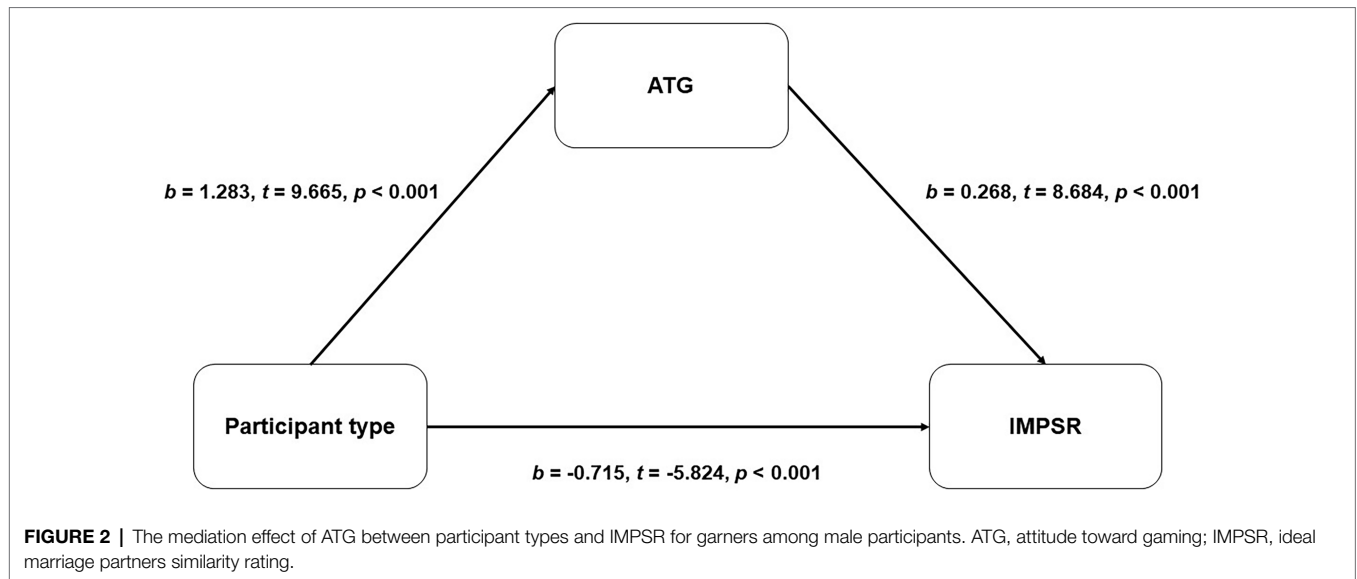 ATG
b = 1.283, t = 9.665, p < 0.001
b = 0.268, t = 8.684, p < 0.001
Participant type
IMPSR
b = -0.715, t = -5.824, p < 0.001
FIGURE 2 | The mediation effect of ATG between participant types and IMPSR for garners among male participants. ATG, attitude toward gaming; IMPSR, ideal
marriage partners similarity rating.